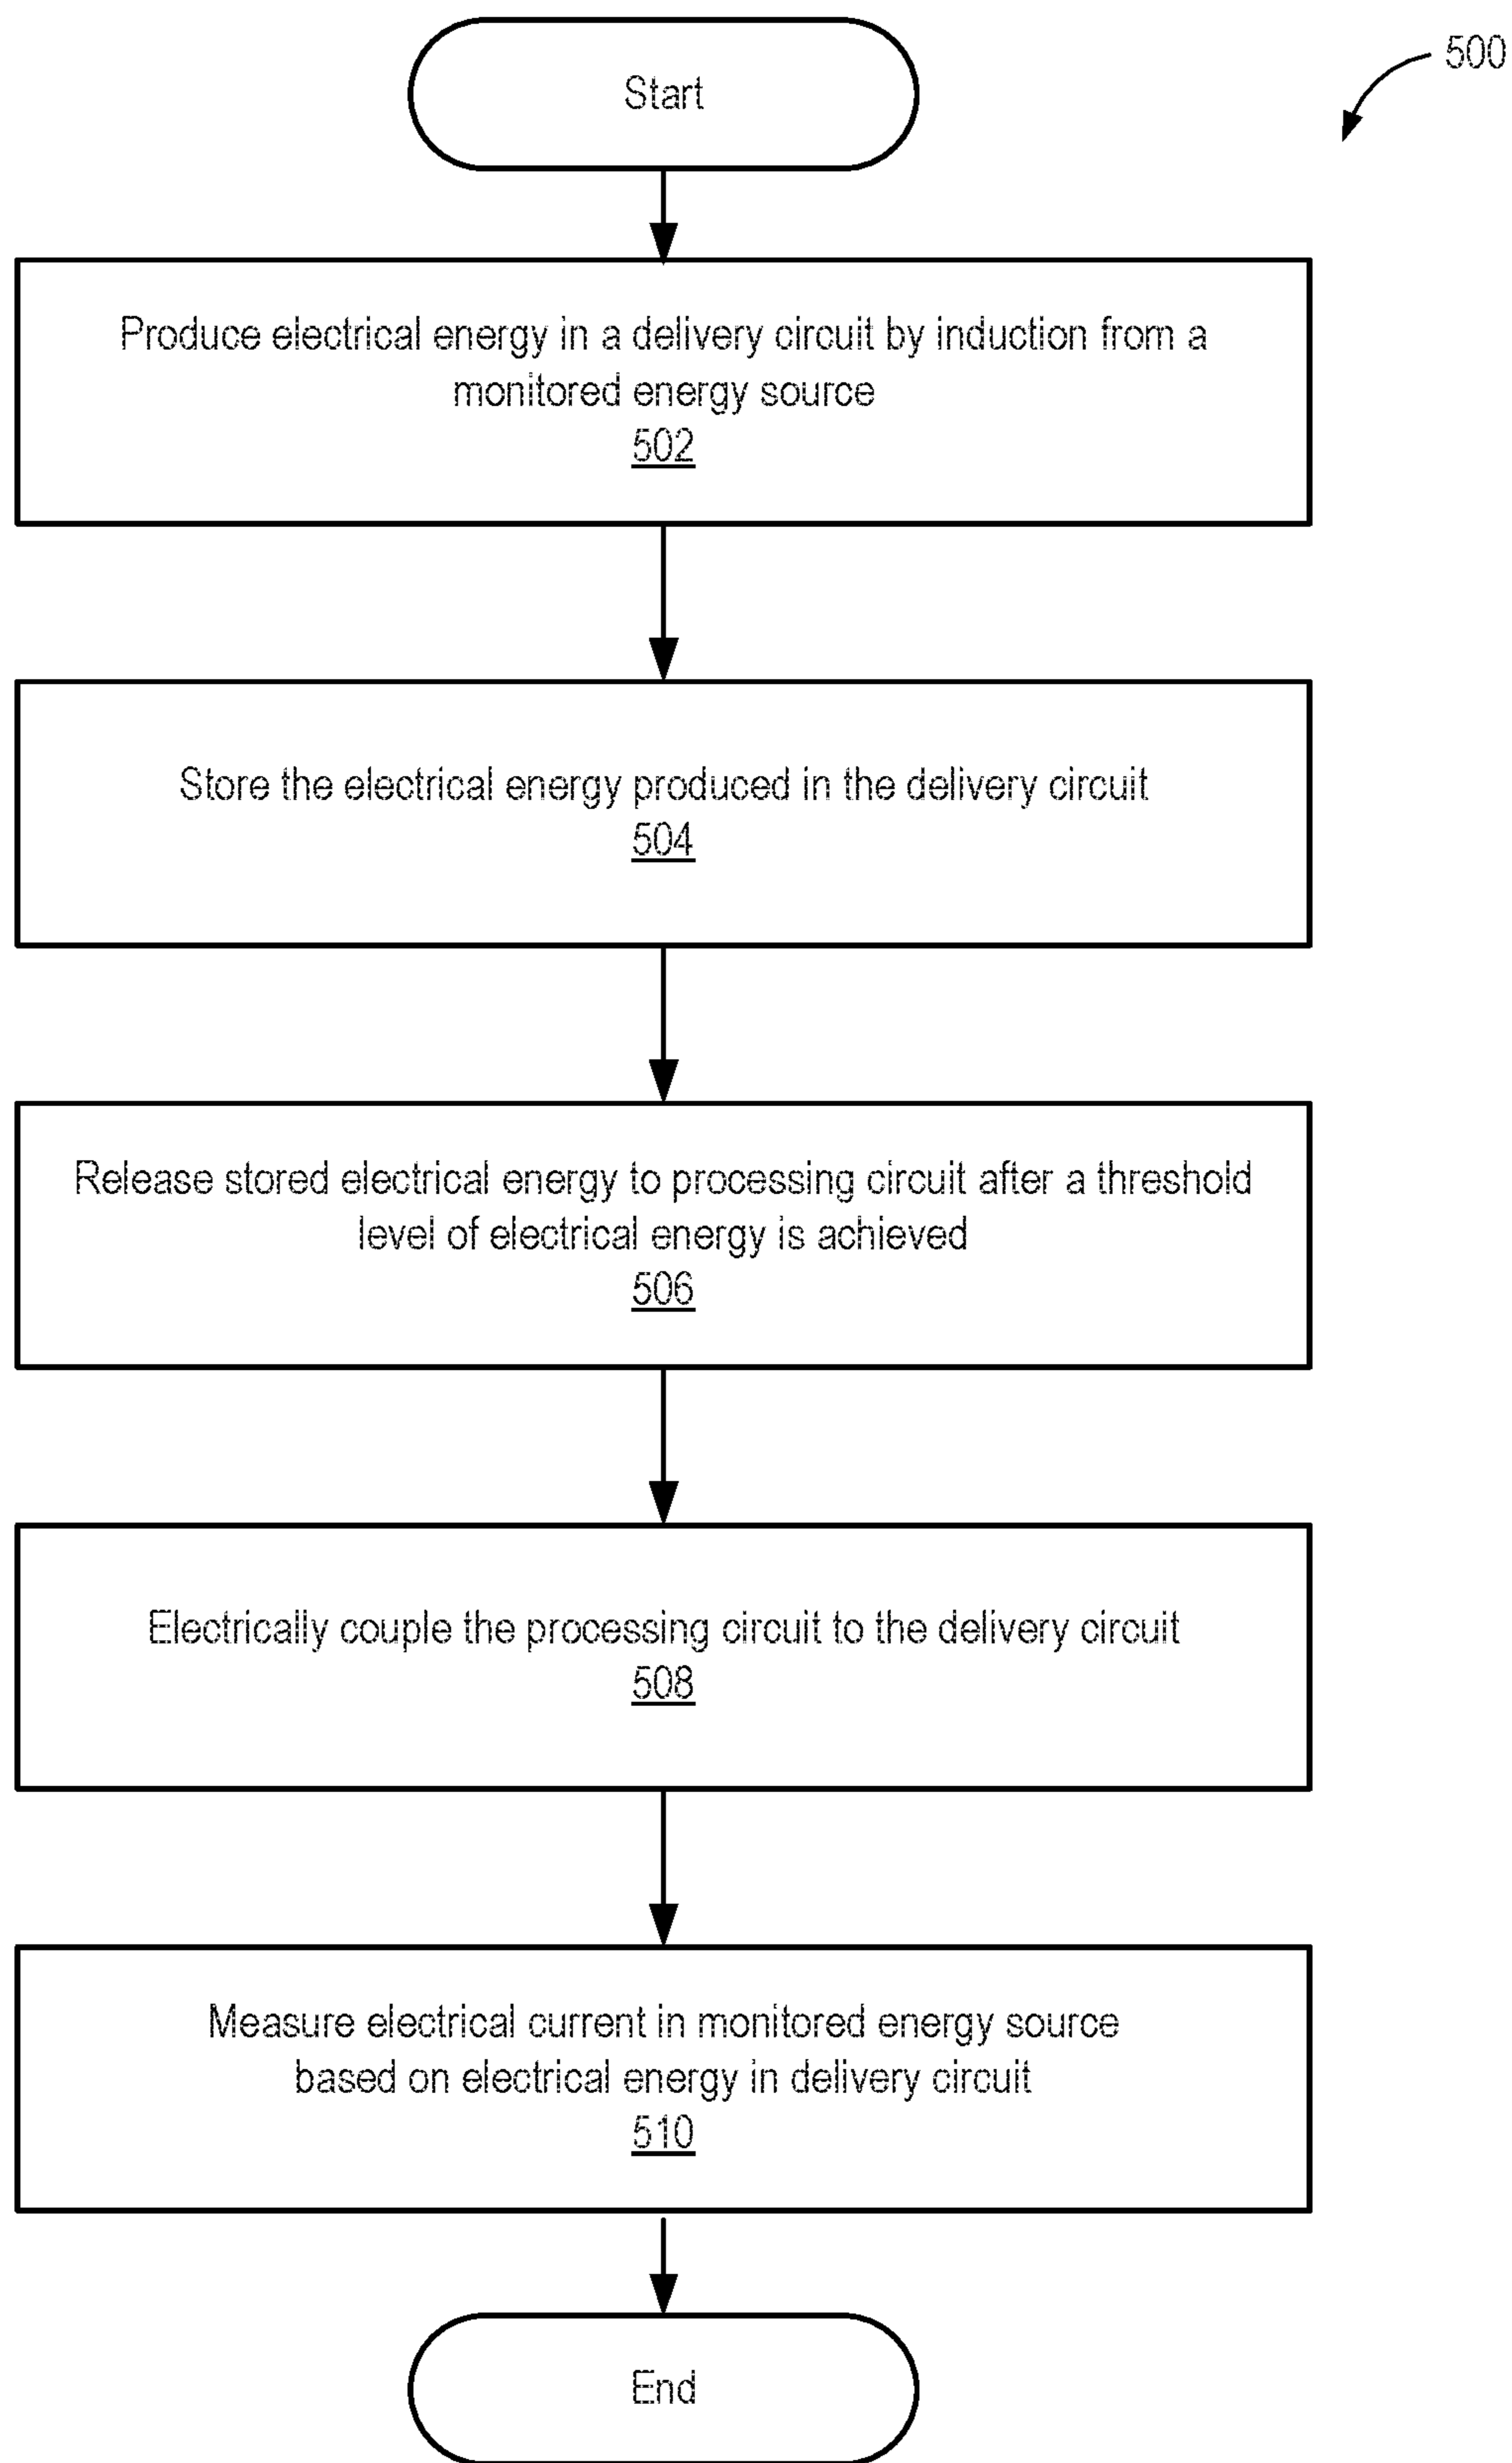 Start
500
Produce electrical energy in a delivery circuit by induction from a
monitored energy source
502
Store the electrical energy produced in the delivery circuit
504
Release stored electrical energy to processing circuit after a threshold
level of electrical energy is achieved
506
Electrically couple the processing circuit to the delivery circuit
508
Measure electrical current in monitored energy source
based on electrical energy in delivery circuit
510
End